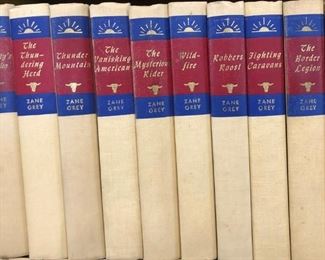 The
Thun-
dering
Herd
ZANE
GREY
Thunder
Mountain
ZANE
GREY
The
Vanishing
American
ZANE
GREY
The
Mysterious
Rider
ZANE
GREY
Wild-
fire
ZANE
GREY
Robbers
Roost
ZANE
GREY
Fighting
Caravans
ZANE
GREY
The
Border
Legion
ZANE
GREY